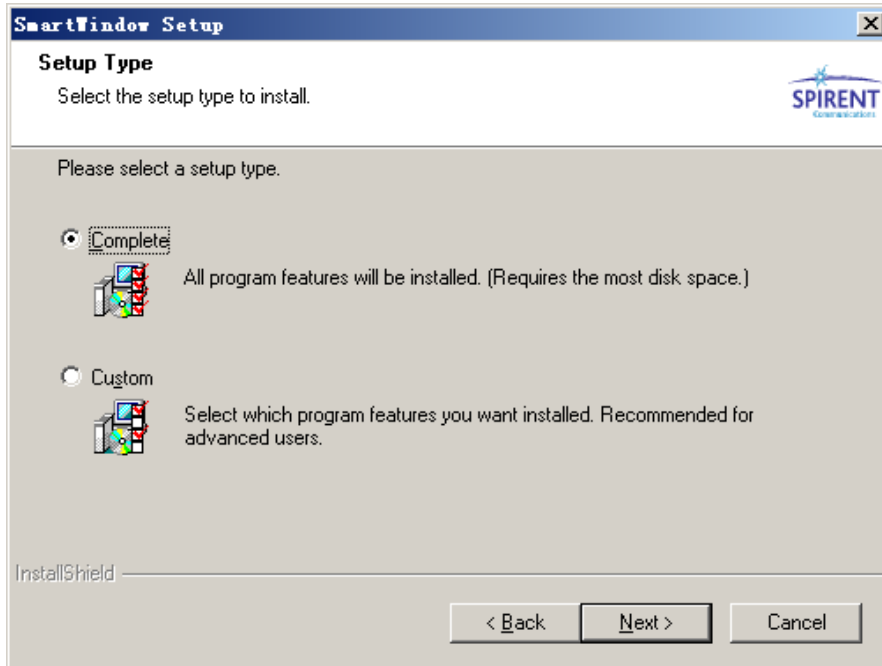 SmartWindow Setup
Setup Type
Select the setup type to install.
SPIRENT
Communications
Please select a setup type.
Complete
All program features will be installed. (Requires the most disk space.)
Custom
Select which program features you want installed. Recommended for
advanced users.
InstallShield
< Back
Next >
Cancel